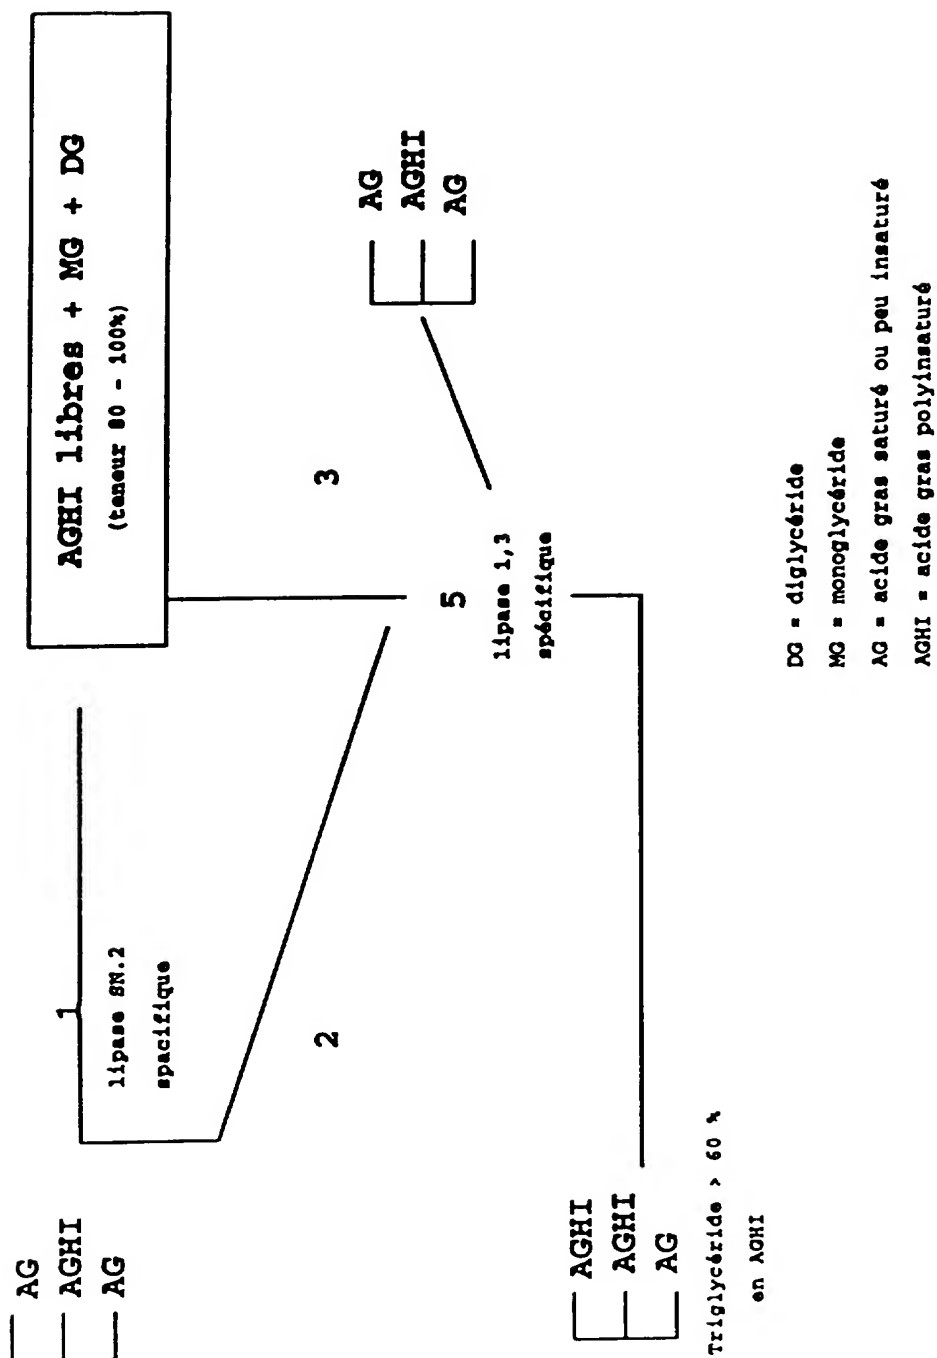 AG
AGHI
AG
1
lipase SN.2
spacifique
AGHI libres + MG + DG
(teneur 80 - 100%)
2
3
5
lipase 1,3
spécifique
AG
AGHI
AG
AGHI
AGHI
AG
Triglycéride > 60 %
en AGHI
DG = diglycéride
MG = monoglycéride
AG = acide gras saturé ou peu insaturé
AGHI = acide gras polyinsaturé